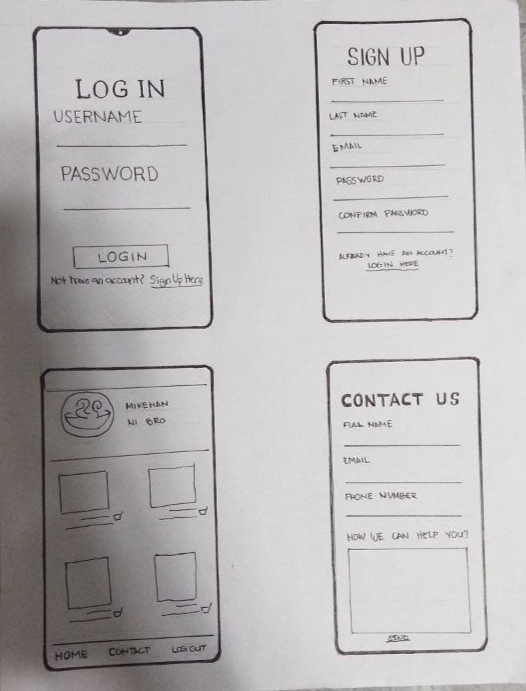 LOG IN
USERNAME
PASSWORD
LOGIN
Not have an account? Sign Up Here
SIGN UP
FIRST NAME
LAST NAME
EMAIL
PASSWORD
CONFIRM PASSWORD
ALREADY HAVE AN ACCOUNT?
LOGIN HERE
MIKEHAN
NI BRO
HOME CONTACT LOG OUT
CONTACT US
FULL NAME
EMAIL
PHONE NUMBER
HOW WE CAN HELP YOU?
SEND